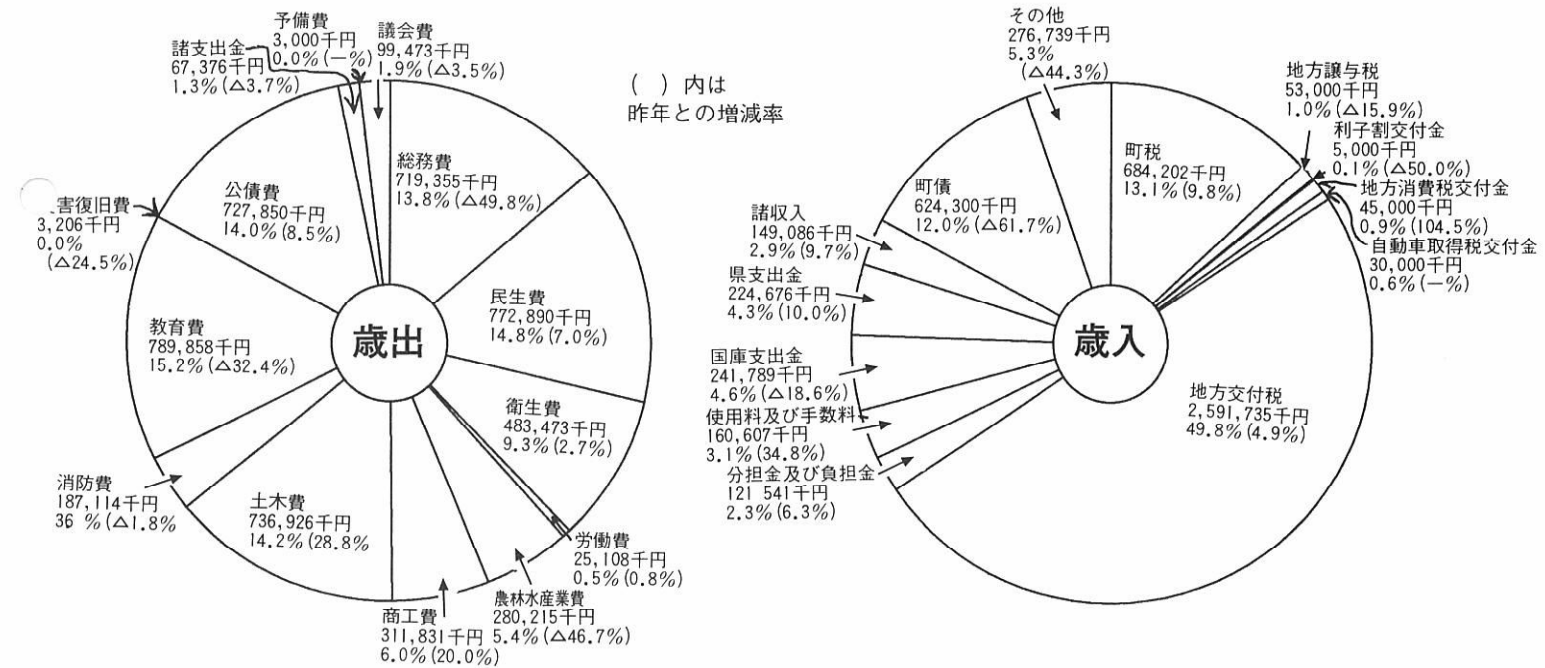 予備費
3,000千円
0.0%(－%)
議会費
99,473千円
1.9%(△3.5%)
諸支出金
67,376千円
1.3%(△3.7%)
総務費
719,355千円
13.8%(△49.8%)
公債費
727,850千円
14.0%(8.5%)
害復旧費
3,206千円
0.0%
(△24.5%)
民生費
772,890千円
14.8%(7.0%)
歳出
教育費
789,858千円
15.2%(△32.4%)
衛生費
483,473千円
9.3%(2.7%)
消防費
187,114千円
36 %(△1.8%
土木費
736,926千円
14.2%(28.8%
労働費
25,108千円
0.5%(0.8%)
農林水産業費
280,215千円
5.4%(△46.7%)
商工費
311,831千円
6.0%(20.0%)
( ) 内は
昨年との増減率
その他
276,739千円
5.3%
(△44.3%)
地方譲与税
53,000千円
1.0%(△15.9%)
利子割交付金
5,000千円
0.1%(△50.0%)
地方消費税交付金
45,000千円
0.9%(104.5%)
自動車取得税交付金
30,000千円
0.6%(－%)
町税
684,202千円
13.1%(9.8%)
町債
624,300千円
12.0%(△61.7%)
諸収入
149,086千円
2.9%(9.7%)
県支出金
224,676千円
4.3%(10.0%)
歳入
国庫支出金
241,789千円
4.6%(△18.6%)
地方交付税
2,591,735千円
49.8%(4.9%)
使用料及び手数料
160,607千円
3.1%(34.8%)
分担金及び負担金
121 541千円
2.3%(6.3%)